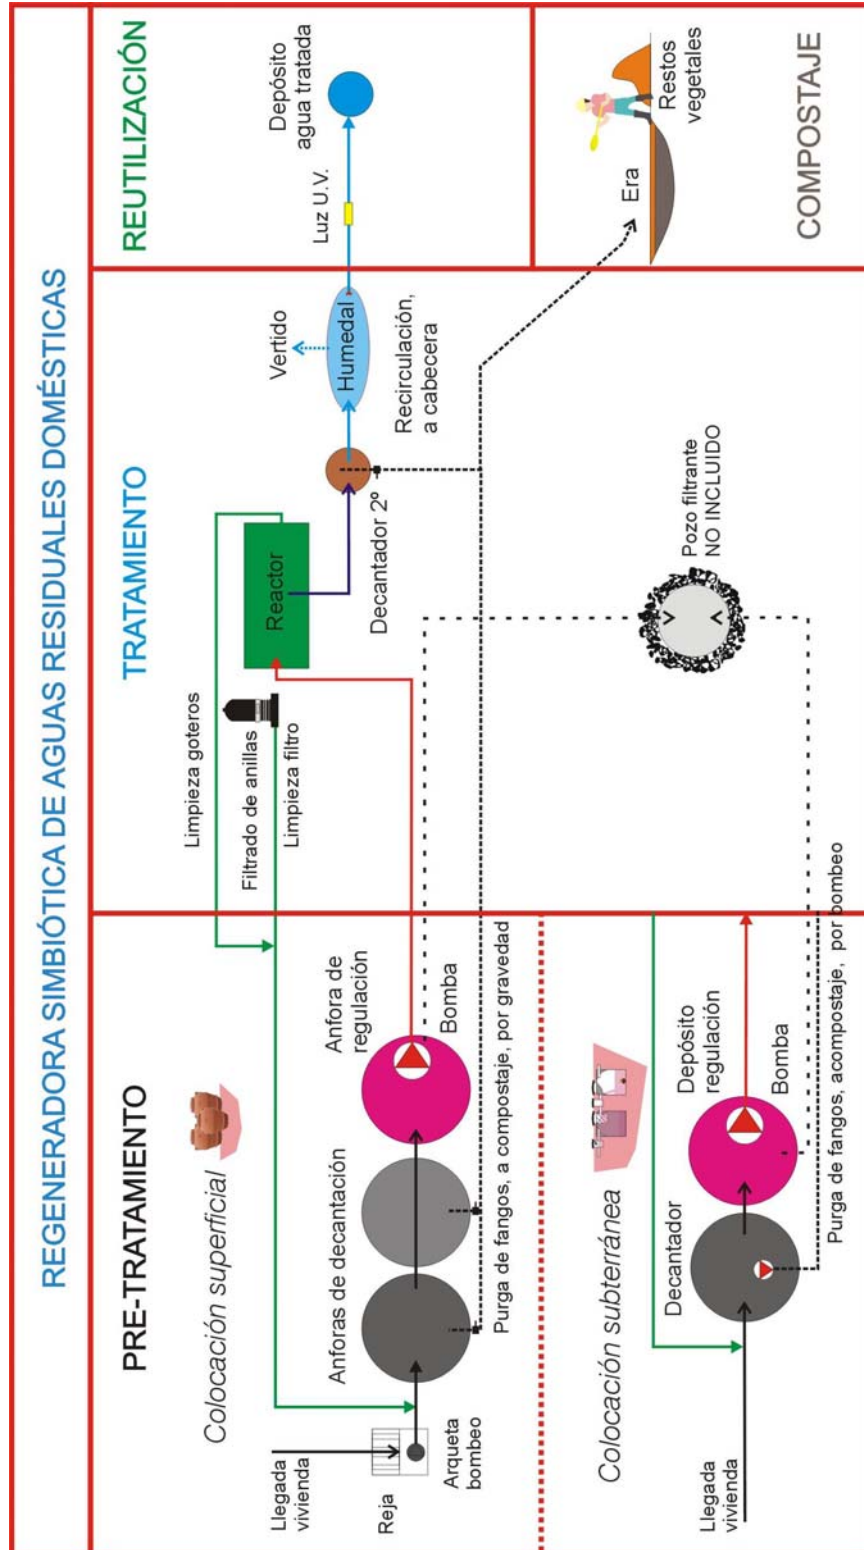 REGENERADORA SIMBIÓTICA DE AGUAS RESIDUALES DOMÉSTICAS
PRE-TRATAMIENTO
Colocación superficial
Llegada
vivienda
Reja
Arqueta
bombeo
Anforas de decantación
Anfora de
regulación
Bomba
Purga de fangos, a compostaje, por gravedad
Colocación subterránea
Llegada
vivienda
Decantador
Depósito
regulación
Bomba
Purga de fangos, acompostaje, por bombeo
TRATAMIENTO
Limpieza goteros
Filtrado de anillas
Limpieza filtro
Reactor
Decantador 2º
Vertido
Humedal
Recirculación,
a cabecera
Pozo filtrante
NO INCLUIDO
REUTILIZACIÓN
Luz U.V.
Depósito
agua tratada
Era
Restos
vegetales
COMPOSTAJE